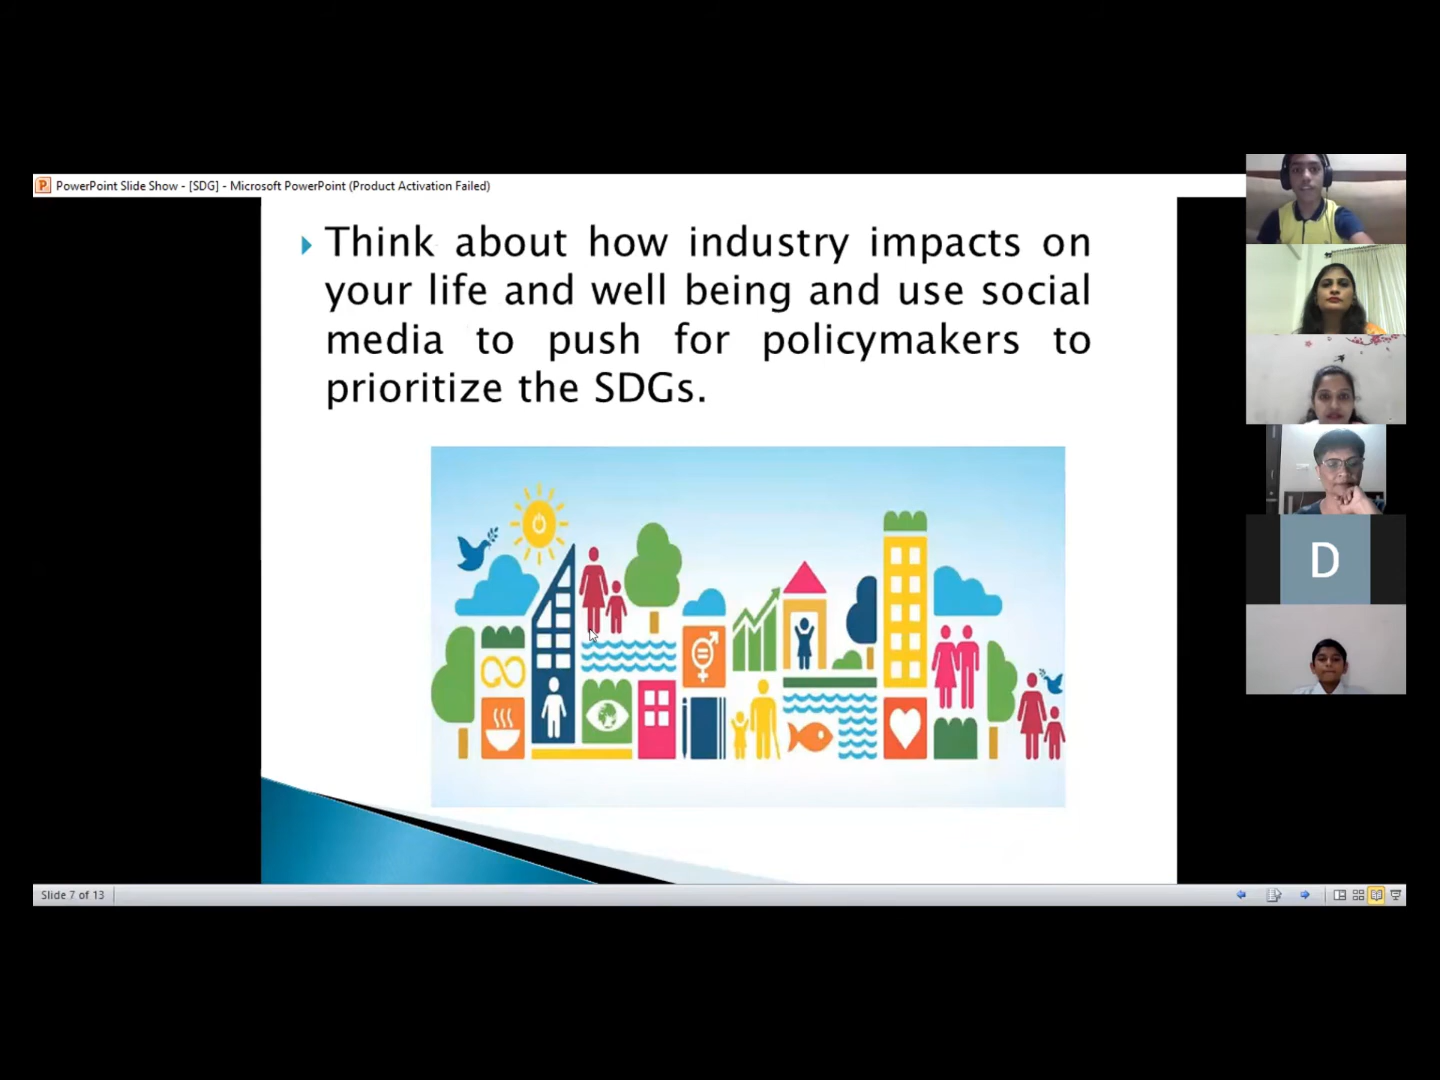 PowerPoint Slide Show - [SDG] - Microsoft PowerPoint (Product Activation Failed)
Think about how industry impacts on
your life and well being and use social
media to push for policymakers to
prioritize the SDGs.
D
Slide 7 of 13